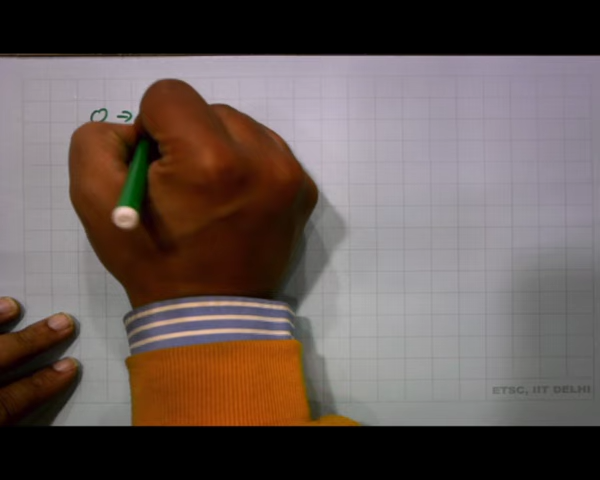 O →
ETSC, IIT DELHI